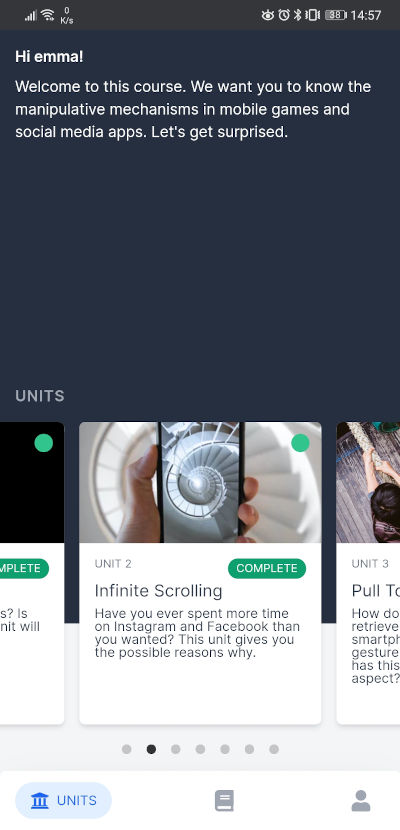 0
K/s
38
14:57
Hi emma!
Welcome to this course. We want you to know the
manipulative mechanisms in mobile games and
social media apps. Let's get surprised.
UNITS
MPLETE
s? Is
nit will
UNIT 2
COMPLETE
Infinite Scrolling
Have you ever spent more time
on Instagram and Facebook than
you wanted? This unit gives you
the possible reasons why.
UNIT 3
Pull To
How do
retrieve
smartph
gesture
has this
aspect?
UNITS